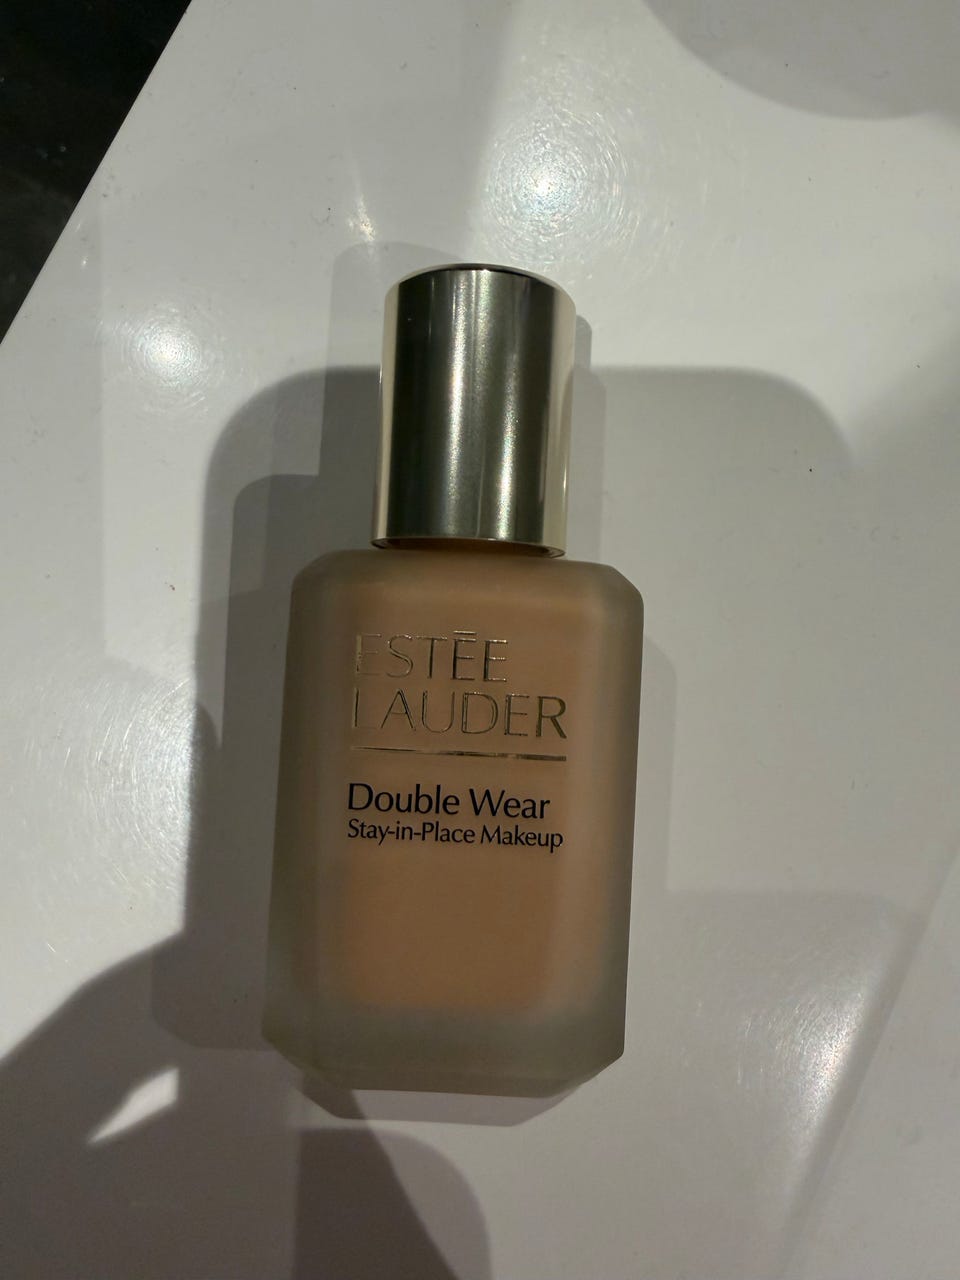 ESTĒE
LAUDER
Double Wear
Stay-in-Place Makeup